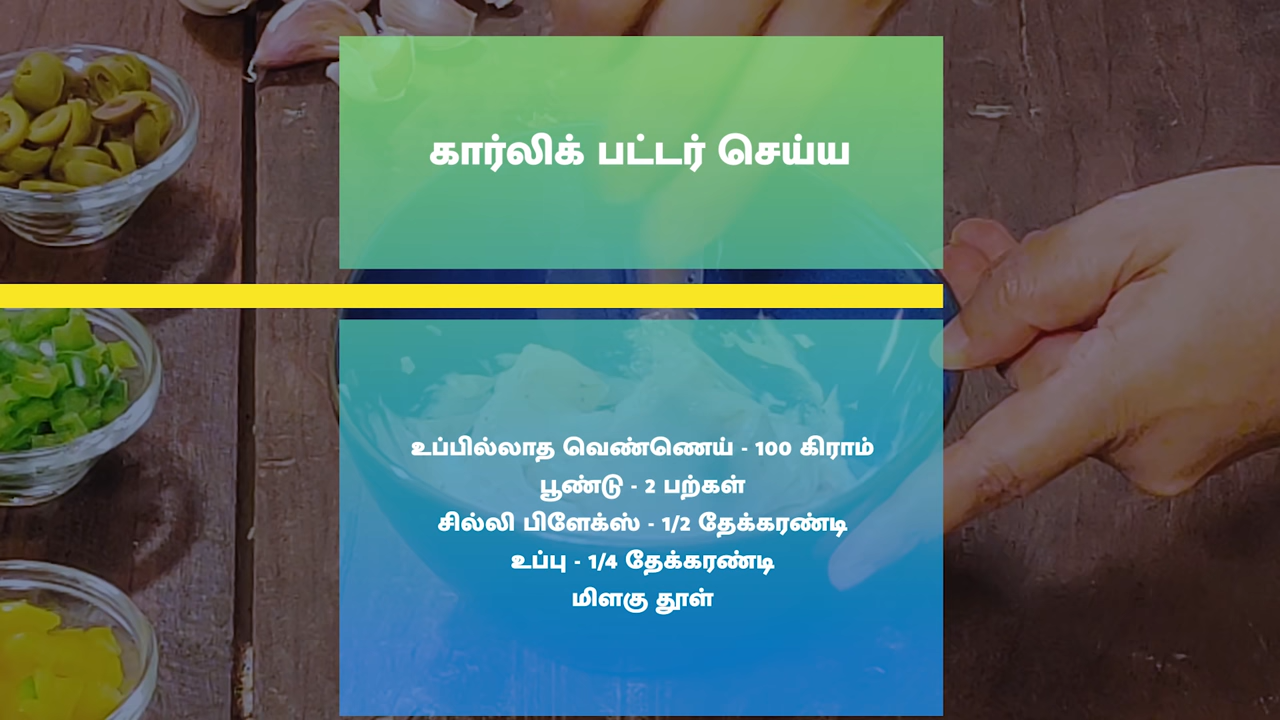 கார்லிக் பட்டர் செய்ய
உப்பில்லாத வெண்ணெய் - 100 கிராம்
பூண்டு - 2 பற்கள்
சில்லி பிளேக்ஸ் - 1/2 தேக்கரண்டி
உப்பு - 1/4 தேக்கரண்டி
மிளகு தூள்